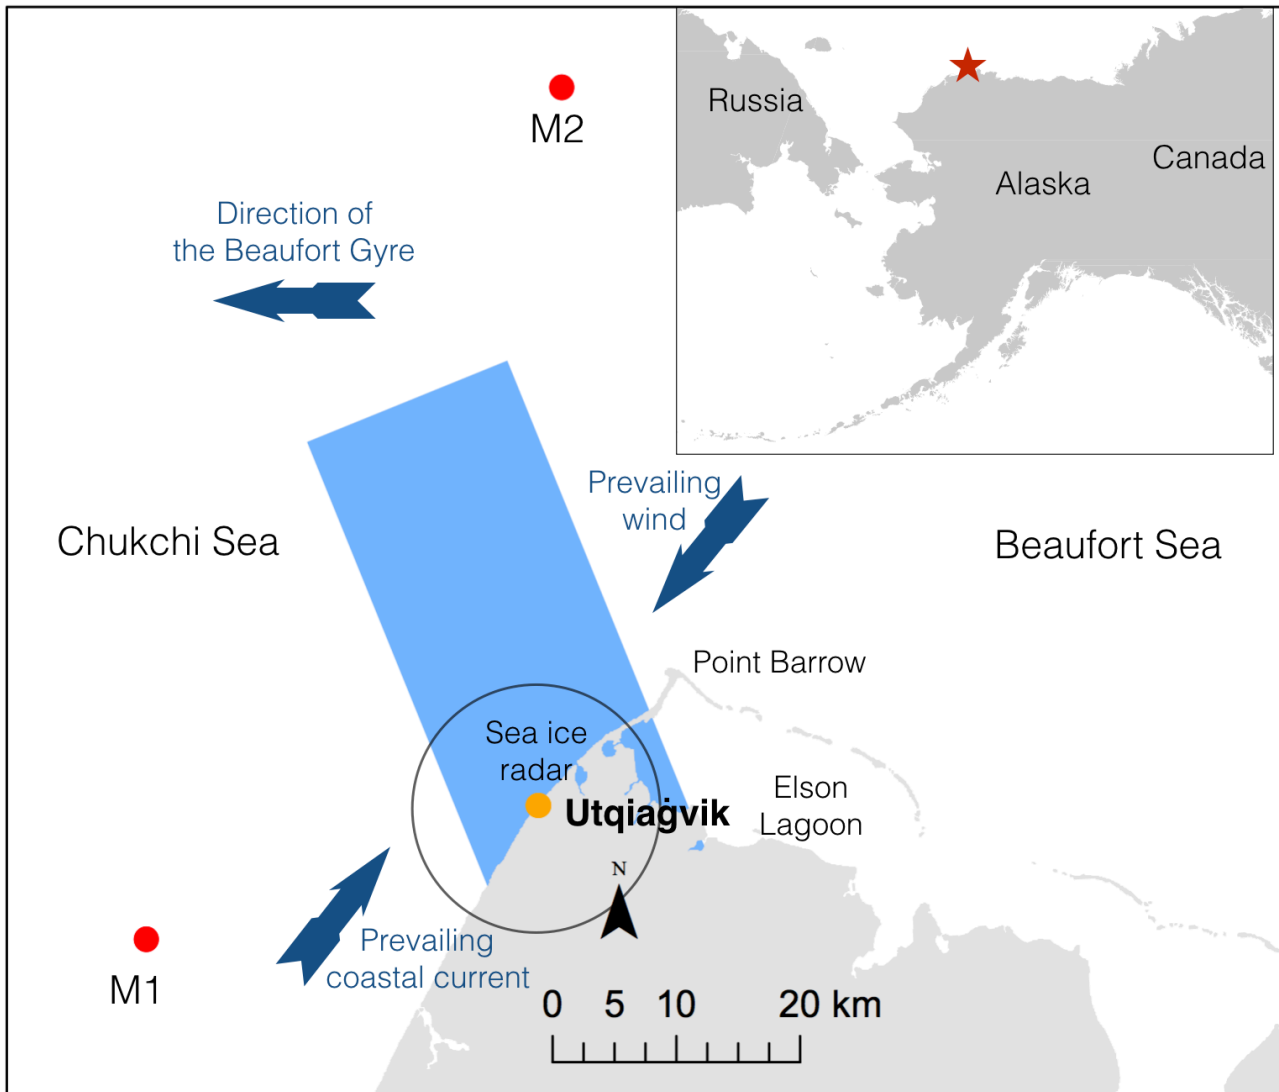 M2
Russia
Canada
Alaska
Direction of
the Beaufort Gyre
Prevailing
wind
Chukchi Sea
Beaufort Sea
Point Barrow
Sea ice
radar
Utqiaġvik
Elson
Lagoon
N
Prevailing
coastal current
M1
0 5 10 20 km